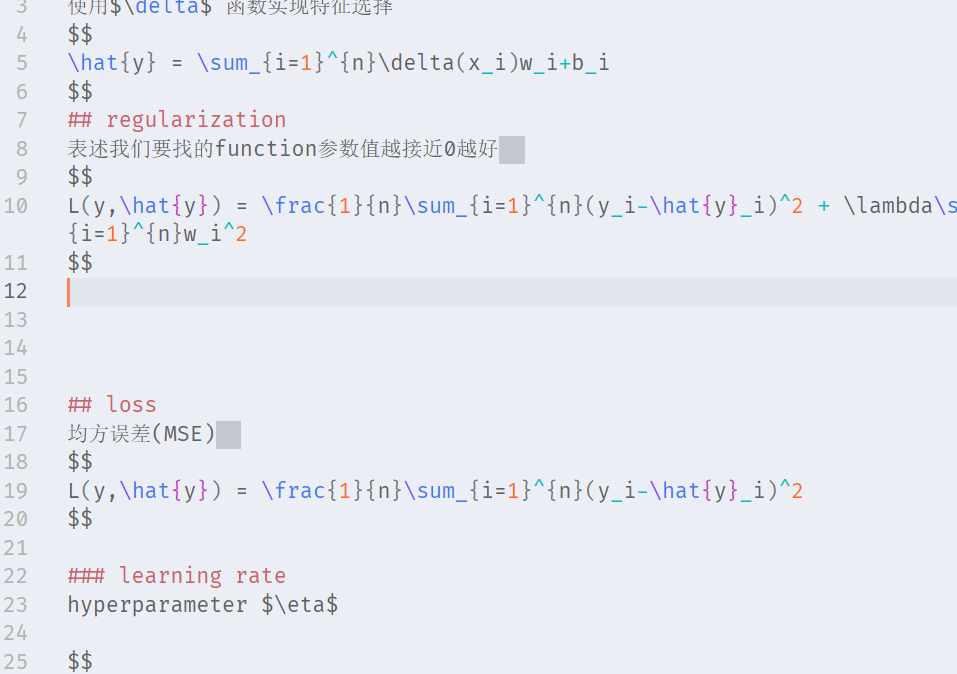 3 使用$\delta$ 函数实现特征选择
4 $$
5 \hat{y} = \sum_{i=1}^{n}\delta(x_i)w_i+b_i
6 $$
7 ## regularization
8 表述我们要找的function参数值越接近0越好
9 $$
10 L(y,\hat{y}) = \frac{1}{n}\sum_{i=1}^{n}(y_i-\hat{y}_i)^2 + \lambda\s
{i=1}^{n}w_i^2
11 $$
12
13
14
15
16 ## loss
17 均方误差(MSE)
18 $$
19 L(y,\hat{y}) = \frac{1}{n}\sum_{i=1}^{n}(y_i-\hat{y}_i)^2
20 $$
21
22 ### learning rate
23 hyperparameter $\eta$
24
25 $$